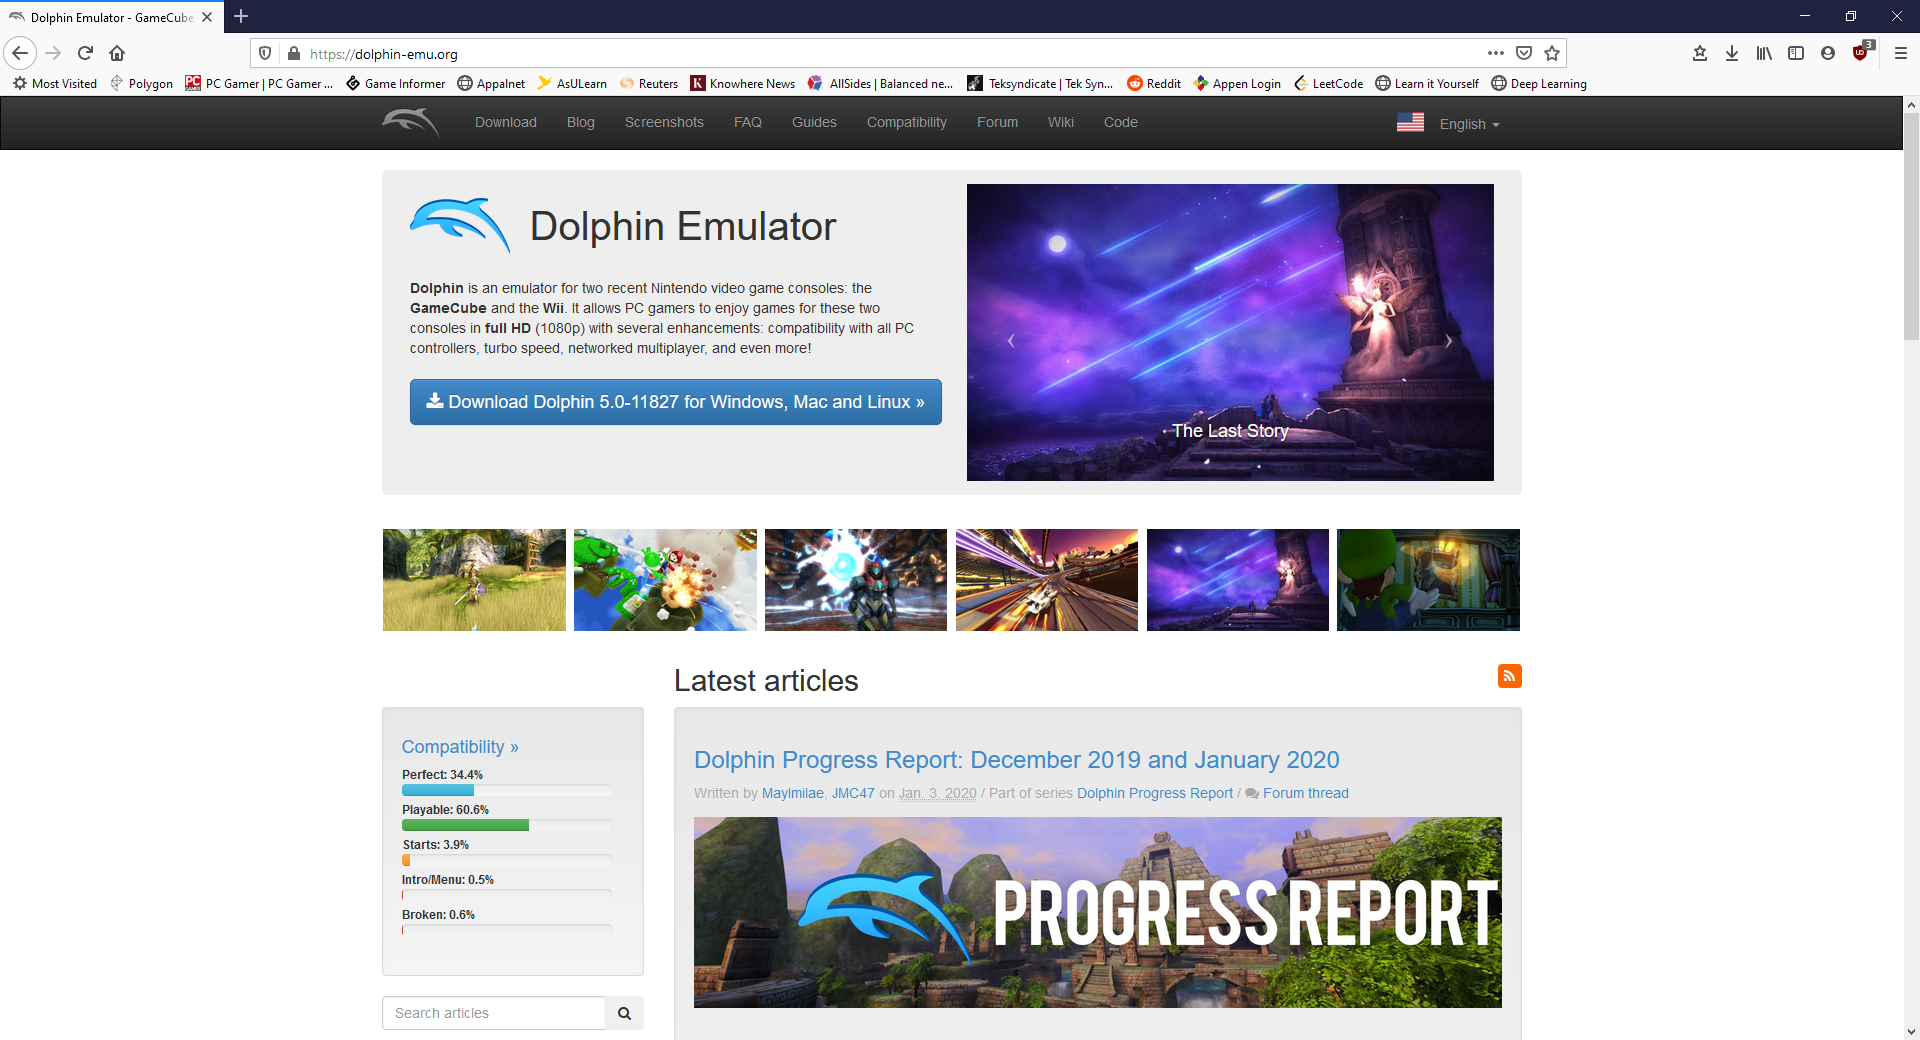 Dolphin Emulator - GameCube
https://dolphin-emu.org
3
Most Visited Polygon PC Gamer | PC Gamer ... Game Informer Appalnet AsULearn Reuters Knowhere News AllSides | Balanced ne... Teksyndicate | Tek Syn... Reddit Appen Login LeetCode Learn it Yourself Deep Learning
Download Blog Screenshots FAQ Guides Compatibility Forum Wiki Code English
Dolphin Emulator
Dolphin is an emulator for two recent Nintendo video game consoles: the
GameCube and the Wii. It allows PC gamers to enjoy games for these two
consoles in full HD (1080p) with several enhancements: compatibility with all PC
controllers, turbo speed, networked multiplayer, and even more!
Download Dolphin 5.0-11827 for Windows, Mac and Linux »
The Last Story
Latest articles
Compatibility »
Perfect: 34.4%
Playable: 60.6%
Starts: 3.9%
Intro/Menu: 0.5%
Broken: 0.6%
Search articles
Dolphin Progress Report: December 2019 and January 2020
Written by MayImilae, JMC47 on Jan. 3, 2020 / Part of series Dolphin Progress Report / Forum thread
PROGRESS REPORT